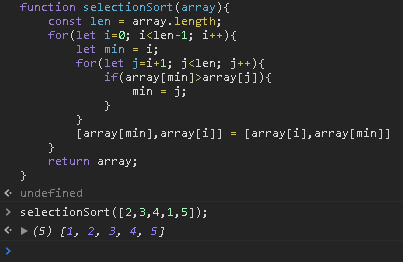 function selectionSort(array){
const len = array.length;
for(let i=0; i<len-1; i++){
let min = i;
for(let j=i+1; j<len; j++){
if(array[min]>array[j]){
min = j;
}
}
[array[min],array[i]] = [array[i],array[min]]
}
return array;
}
undefined
selectionSort([2,3,4,1,5]);
(5) [1, 2, 3, 4, 5]